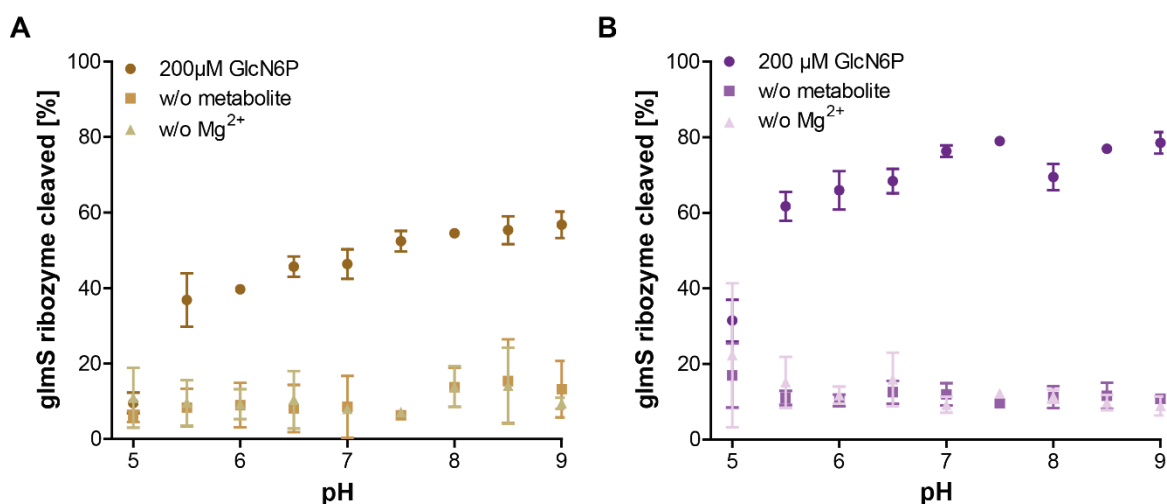 A
glmS ribozyme cleaved [%]
100
80
60
40
20
0
200µM GlcN6P
w/o metabolite
w/o Mg²⁺
5
6
7
8
9
pH
B
glmS ribozyme cleaved [%]
100
80
60
40
20
0
200 µM GlcN6P
w/o metabolite
w/o Mg²⁺
5
6
7
8
9
pH